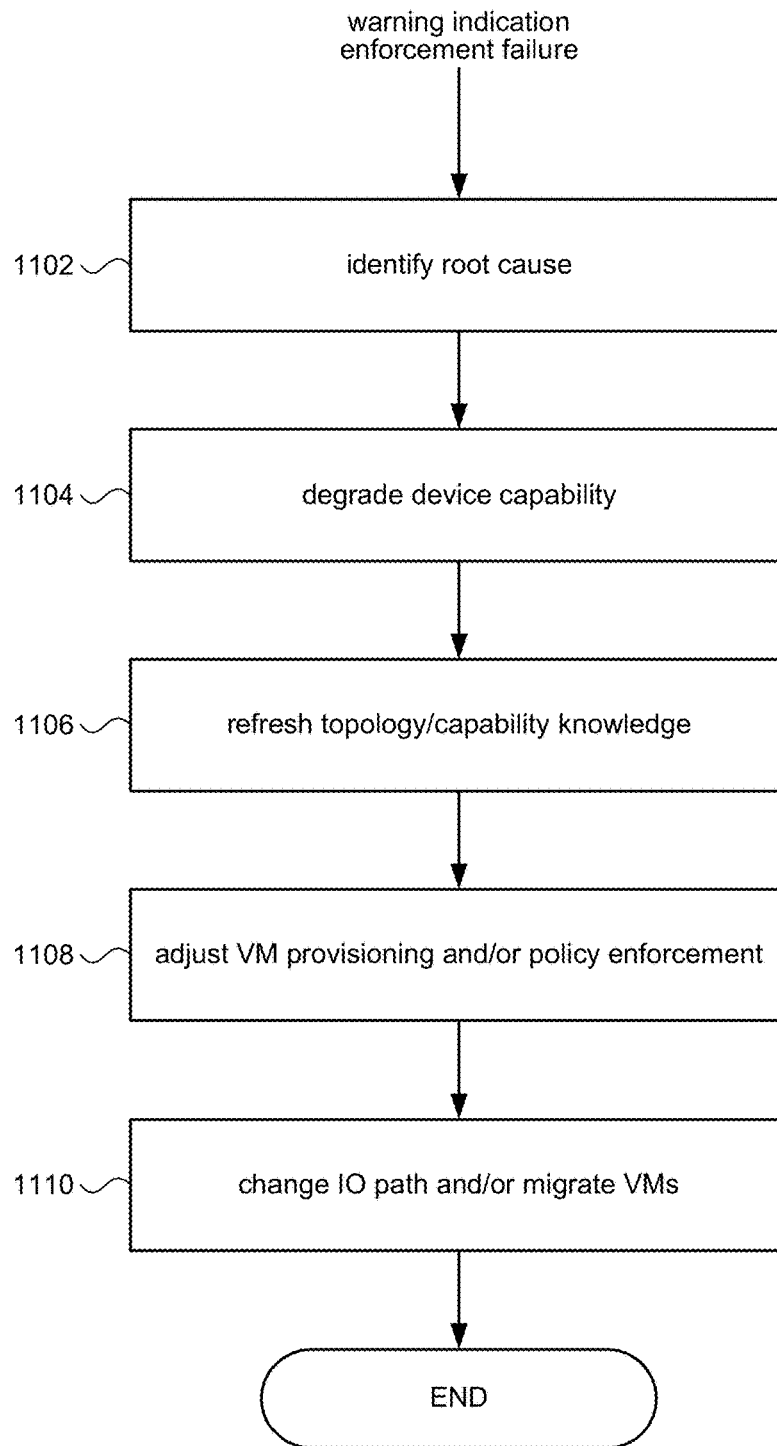 warning indication
enforcement failure
1102
identify root cause
1104
degrade device capability
1106
refresh topology/capability knowledge
1108
adjust VM provisioning and/or policy enforcement
1110
change IO path and/or migrate VMs
END